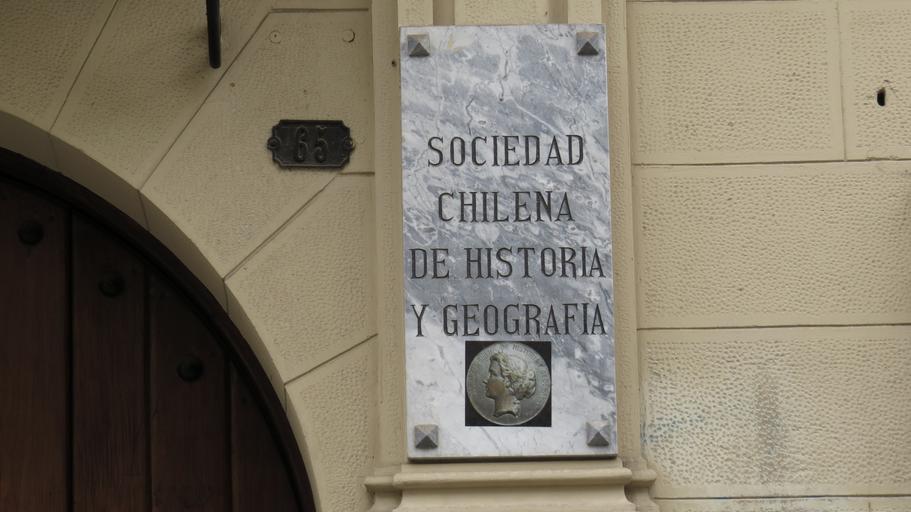 65
SOCIEDAD
CHILENA
DE HISTORIA
Y GEOGRAFIA